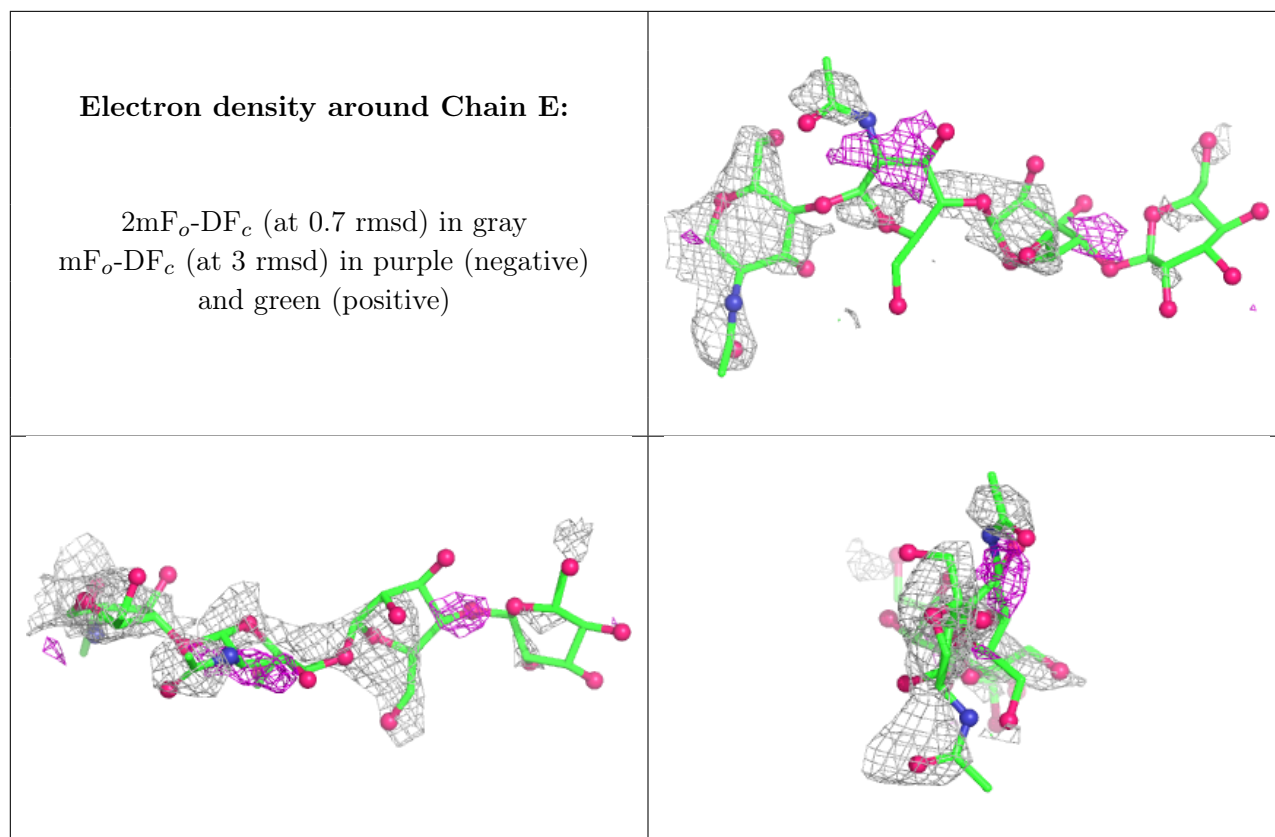 Electron density around Chain E:
2mFo-DFc (at 0.7 rmsd) in gray
mFo-DFc (at 3 rmsd) in purple (negative)
and green (positive)